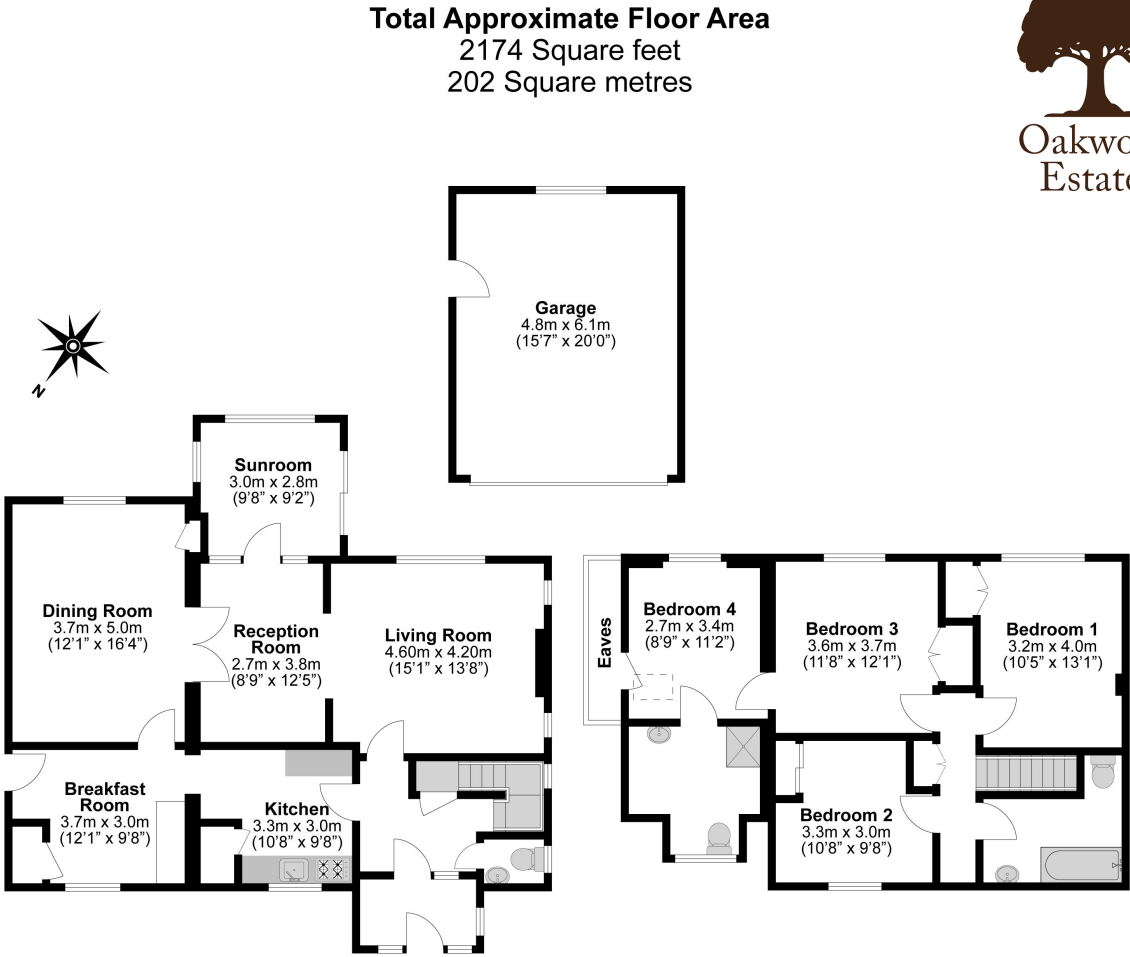 Total Approximate Floor Area
2174 Square feet
202 Square metres
Garage
4.8m x 6.1m
(15'7" x 20'0")
N
Sunroom
3.0m x 2.8m
(9'8" x 9'2")
Dining Room
3.7m x 5.0m
(12'1" x 16'4")
Reception
Room
2.7m x 3.8m
(8'9" x 12'5")
Living Room
4.60m x 4.20m
(15'1" x 13'8")
Breakfast
Room
3.7m x 3.0m
(12'1" x 9'8")
Kitchen
3.3m x 3.0m
(10'8" x 9'8")
Eaves
Bedroom 4
2.7m x 3.4m
(8'9" x 11'2")
Bedroom 3
3.6m x 3.7m
(11'8" x 12'1")
Bedroom 1
3.2m x 4.0m
(10'5" x 13'1")
Bedroom 2
3.3m x 3.0m
(10'8" x 9'8")